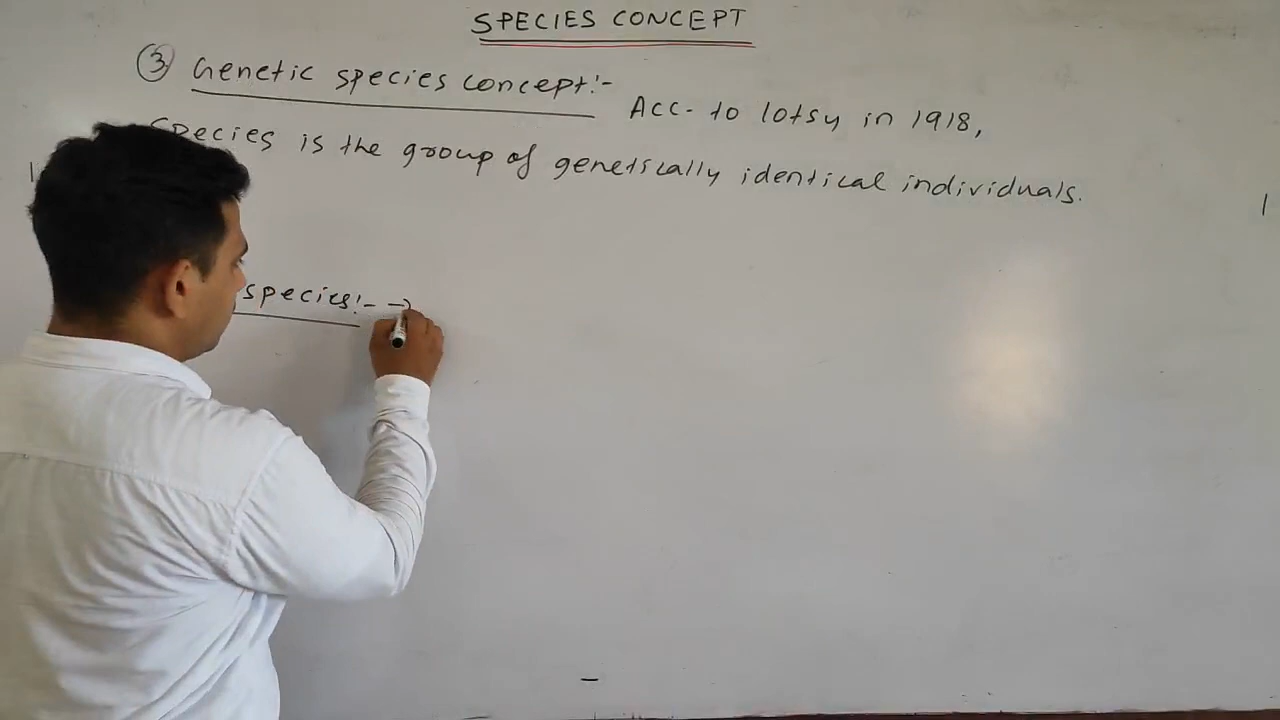 SPECIES CONCEPT
③ Genetic species concept:-
Acc- to lotsy in 1918,
Species is the group of genetically identical individuals.
species:- →